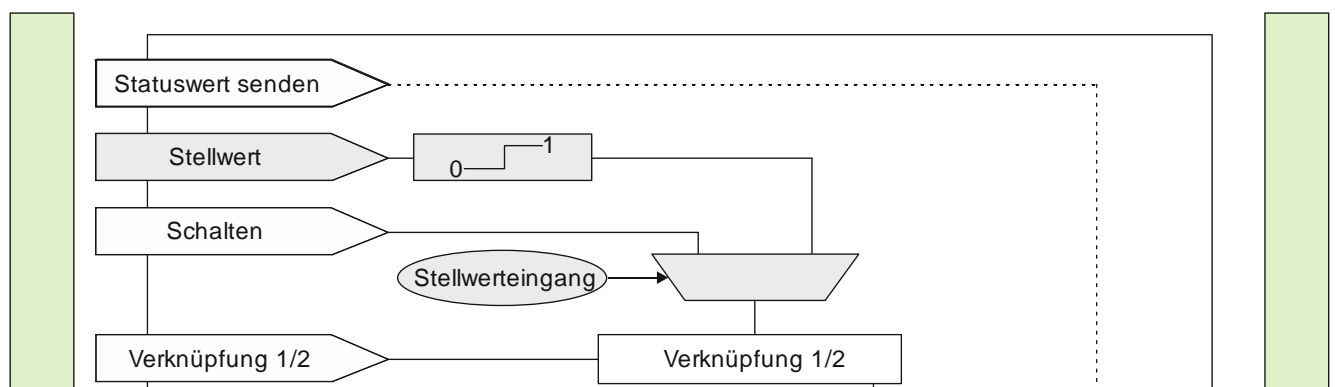 Statuswert senden
Stellwert
0
1
Schalten
Stellwerteingang
Verknüpfung 1/2
Verknüpfung 1/2